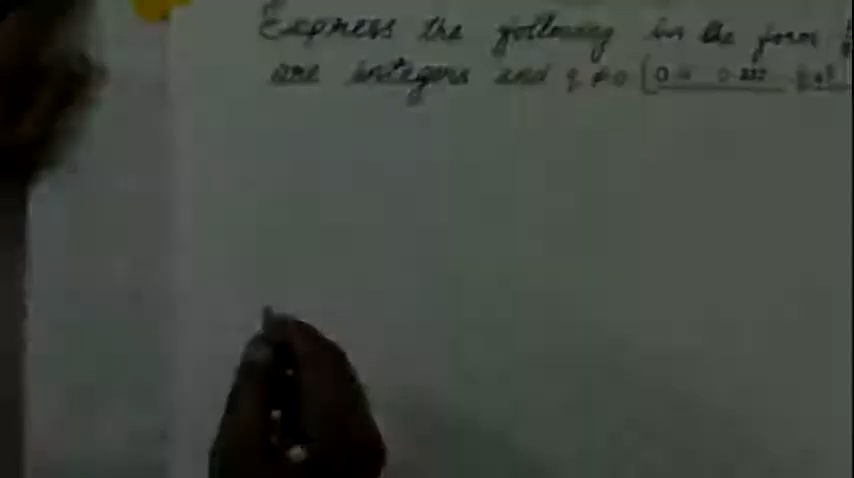 Express the following in the form
are integers and q ≠ 0